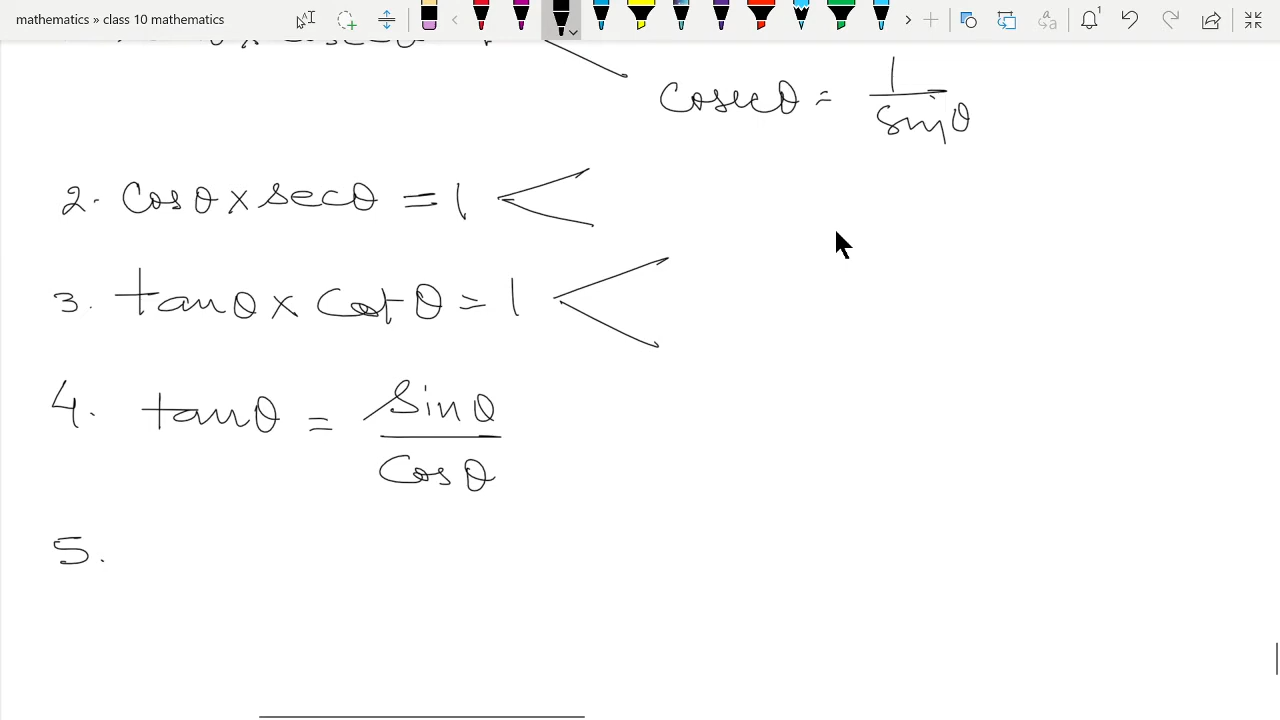 mathematics » class 10 mathematics
cosecθ = 1/sinθ
2. cosθ × secθ = 1
3. tanθ × cotθ = 1
4. tanθ = sinθ/cosθ
5.